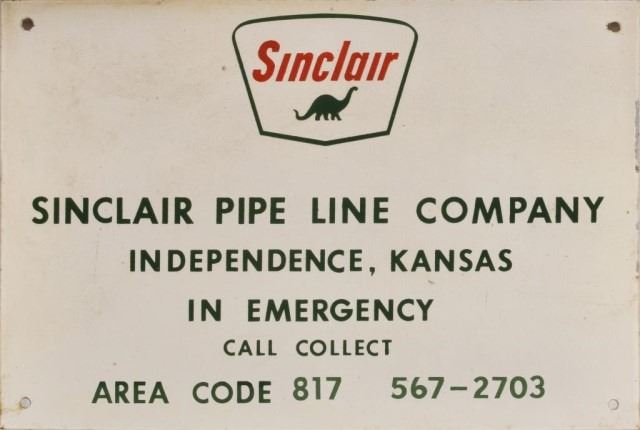 Sinclair
SINCLAIR PIPE LINE COMPANY
INDEPENDENCE, KANSAS
IN EMERGENCY
CALL COLLECT
AREA CODE 817 567-2703